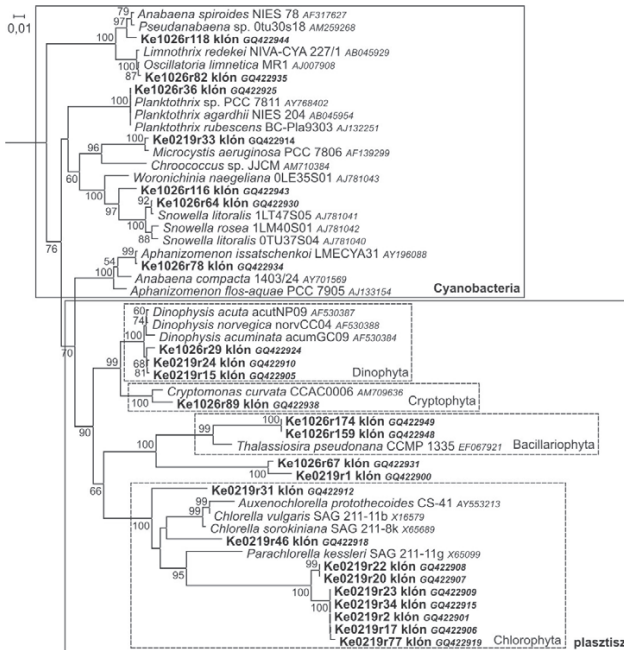 0,01
79
Anabaena spiroides NIES 78 AF317627
97
Pseudanabaena sp. 0tu30s18 AM259268
100
Ke1026r118 klón GQ422944
Limnothrix redekei NIVA-CYA 227/1 AB045929
100
Oscillatoria limnetica MR1 AJ007908
87
Ke1026r82 klón GQ422935
Ke1026r36 klón GQ422925
100
Planktothrix sp. PCC 7811 AY768402
Planktothrix agardhii NIES 204 AB045954
Planktothrix rubescens BC-Pla9303 AJ132251
100
Ke0219r33 klón GQ422914
96
Microcystis aeruginosa PCC 7806 AF139299
Chroococcus sp. JJCM AM710384
60
Woronichinia naegeliana 0LE35S01 AJ781043
100
Ke1026r116 klón GQ422943
92
Ke1026r64 klón GQ422930
97
Snowella litoralis 1LT47S05 AJ781041
Snowella rosea 1LM40S01 AJ781042
88
Snowella litoralis 0TU37S04 AJ781040
76
Aphanizomenon issatschenkoi LMECYA31 AY196088
99
54
Ke1026r78 klón GQ422934
100
Anabaena compacta 1403/24 AY701569
Aphanizomenon flos-aquae PCC 7905 AJ133154
Cyanobacteria
60
Dinophysis acuta acutNP09 AF530387
74
Dinophysis norvegica norvCC04 AF530388
100
Dinophysis acuminata acumGC09 AF530384
70
Ke1026r29 klón GQ422924
68
Ke0219r24 klón GQ422910
99
81
Ke0219r15 klón GQ422905
Dinophyta
Cryptomonas curvata CCAC0006 AM709636
100
Ke1026r89 klón GQ422938
Cryptophyta
90
100
Ke1026r174 klón GQ422949
99
Ke1026r159 klón GQ422948
Thalassiosira pseudonana CCMP 1335 EF067921
Bacillariophyta
Ke1026r67 klón GQ422931
100
Ke0219r1 klón GQ422900
66
Ke0219r31 klón GQ422912
99
Auxenochlorella protothecoides CS-41 AY553213
99
Chlorella vulgaris SAG 211-11b X16579
100
Chlorella sorokiniana SAG 211-8k X65689
Ke0219r46 klón GQ422918
Parachlorella kessleri SAG 211-11g X65099
95
99
Ke0219r22 klón GQ422908
Ke0219r20 klón GQ422907
100
Ke0219r23 klón GQ422909
Ke0219r34 klón GQ422915
100
Ke0219r2 klón GQ422901
Ke0219r17 klón GQ422906
Ke0219r77 klón GQ422919
Chlorophyta
plasztisz